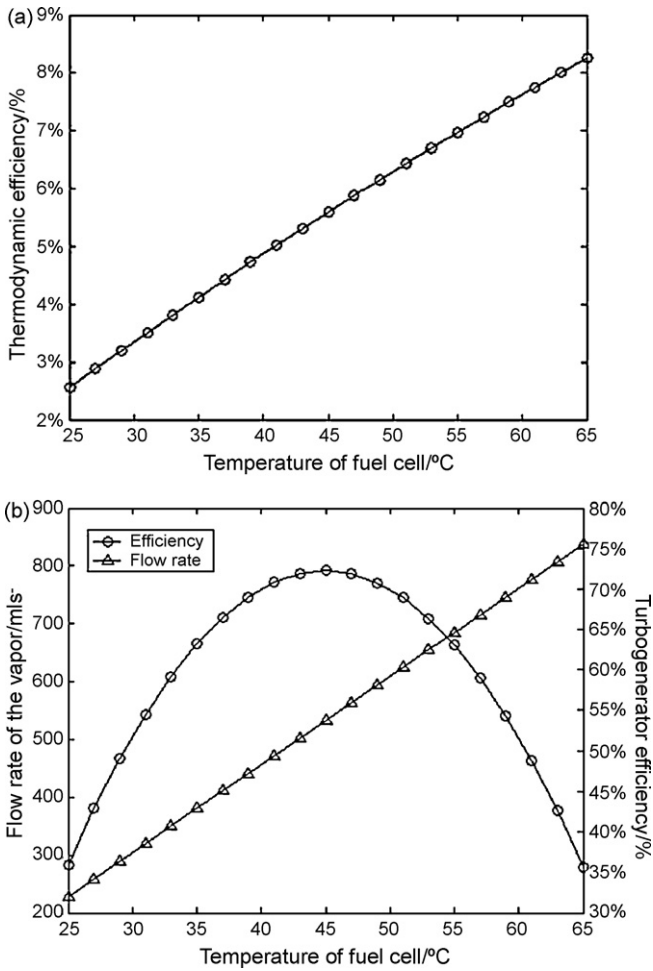 (a)
9%
8%
7%
6%
5%
4%
3%
2%
Thermodynamic efficiency/%
25 30 35 40 45 50 55 60 65
Temperature of fuel cell/ºC
(b)
900
800
700
600
500
400
300
200
Flow rate of the vapor/mls-
Efficiency
Flow rate
80%
75%
70%
65%
60%
55%
50%
45%
40%
35%
30%
Turbogenerator efficiency/%
25 30 35 40 45 50 55 60 65
Temperature of fuel cell/ºC